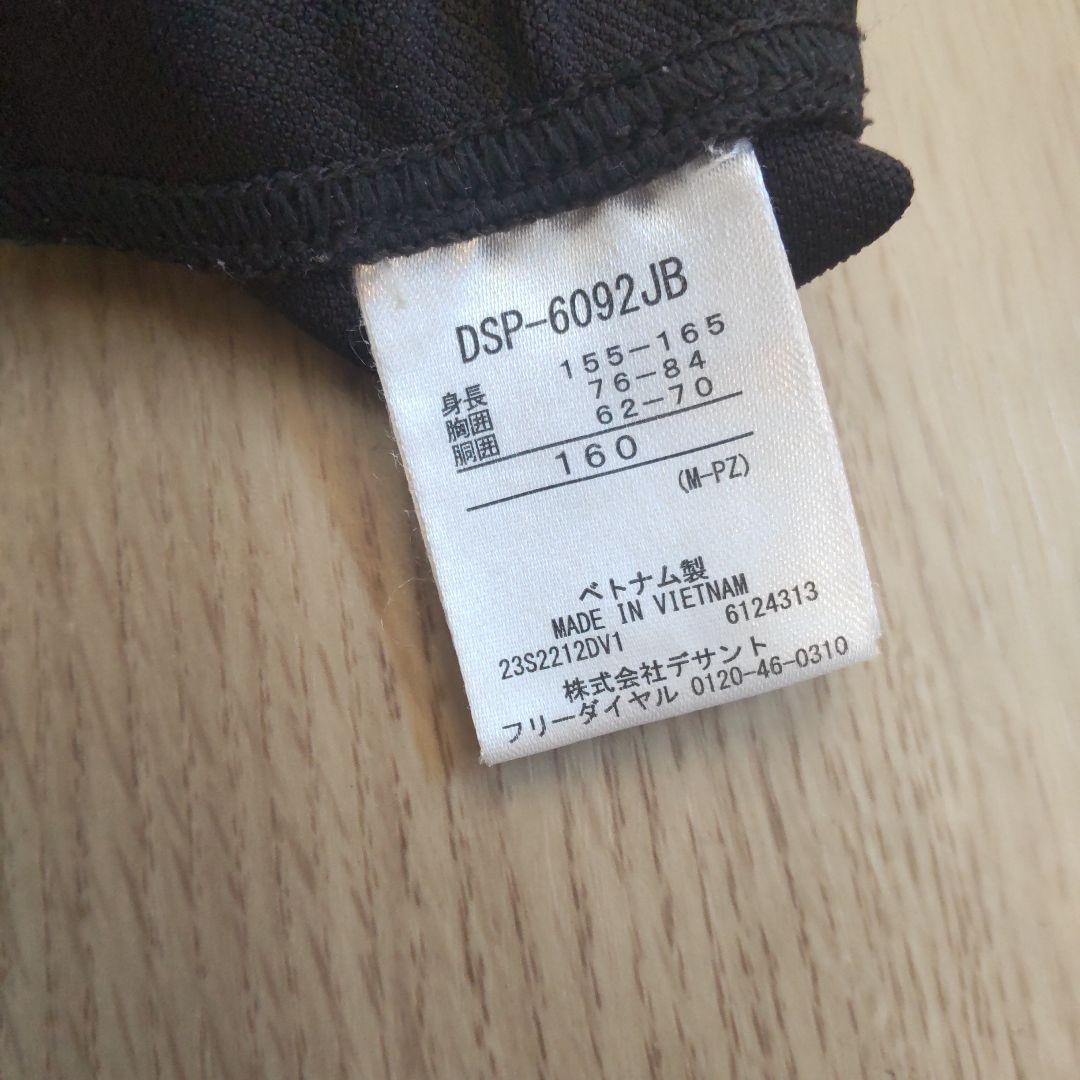 DSP-6092JB
身長 155-165
胸囲 76-84
胴囲 62-70
160
(M-PZ)
ベトナム製
MADE IN VIETNAM
23S2212DV1 6124313
株式会社デサント
フリーダイヤル 0120-46-0310